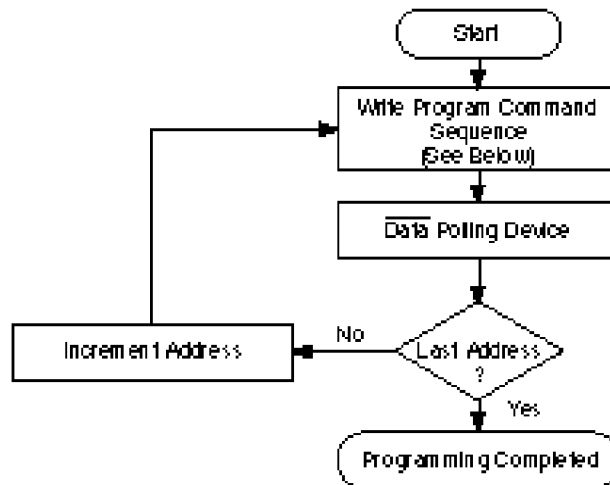 Start
Write Program Command
Sequence
(See Below)
Data Polling Device
Increment Address
No
Last Address
?
Yes
Programming Completed